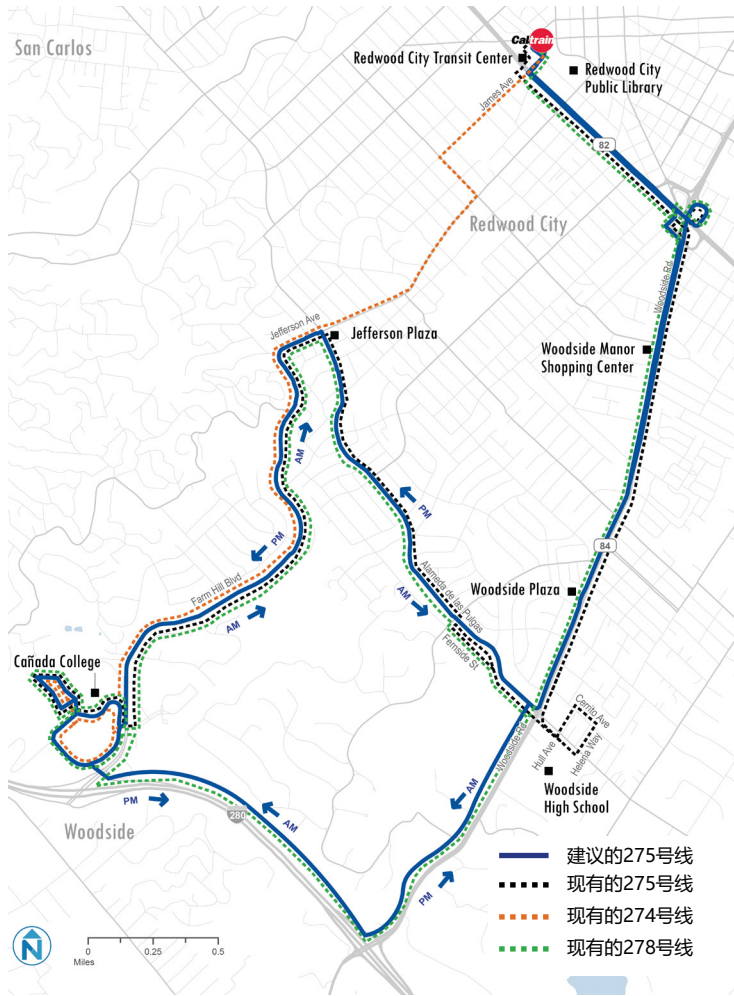 San Carlos
Caltrain
Redwood City Transit Center
Redwood City
Public Library
James Ave
82
Redwood City
Woodside Rd
Jefferson Ave
Jefferson Plaza
Woodside Manor
Shopping Center
AM
PM
PM
84
Farm Hill Blvd
Alameda de las Pulgas
AM
Woodside Plaza
AM
Fernside St
Cañada College
Cerrito Ave
Woodside Rd
Hull Ave
Helena Way
Woodside
High School
AM
PM
280
AM
Woodside
PM
建议的275号线
现有的275号线
现有的274号线
现有的278号线
N
0 0.25 0.5
Miles